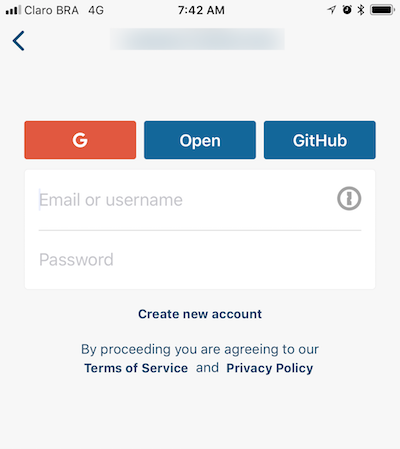 Claro BRA 4G 7:42 AM
G Open GitHub
Email or username
Password
Create new account
By proceeding you are agreeing to our
Terms of Service and Privacy Policy